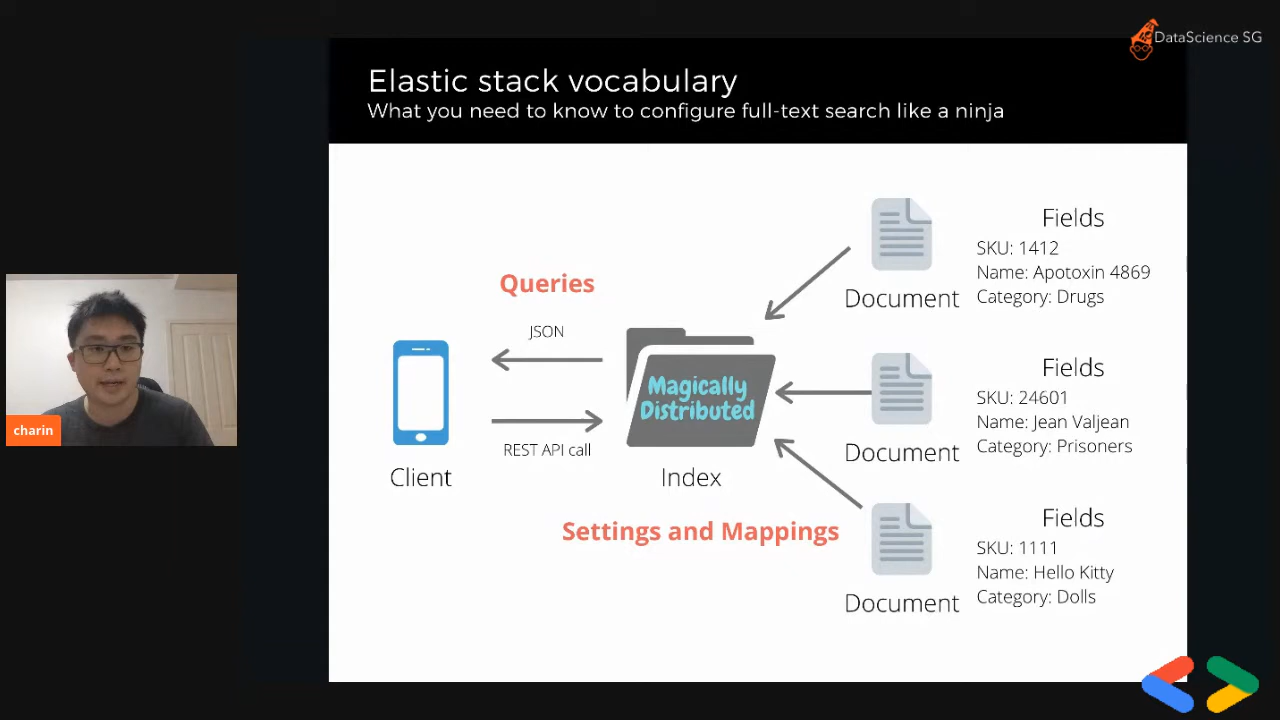 DataScience SG
Elastic stack vocabulary
What you need to know to configure full-text search like a ninja
Queries
JSON
REST API call
Client
Magically
Distributed
Index
Settings and Mappings
Document
Fields
SKU: 1412
Name: Apotoxin 4869
Category: Drugs
Document
Fields
SKU: 24601
Name: Jean Valjean
Category: Prisoners
Document
Fields
SKU: 1111
Name: Hello Kitty
Category: Dolls
charin